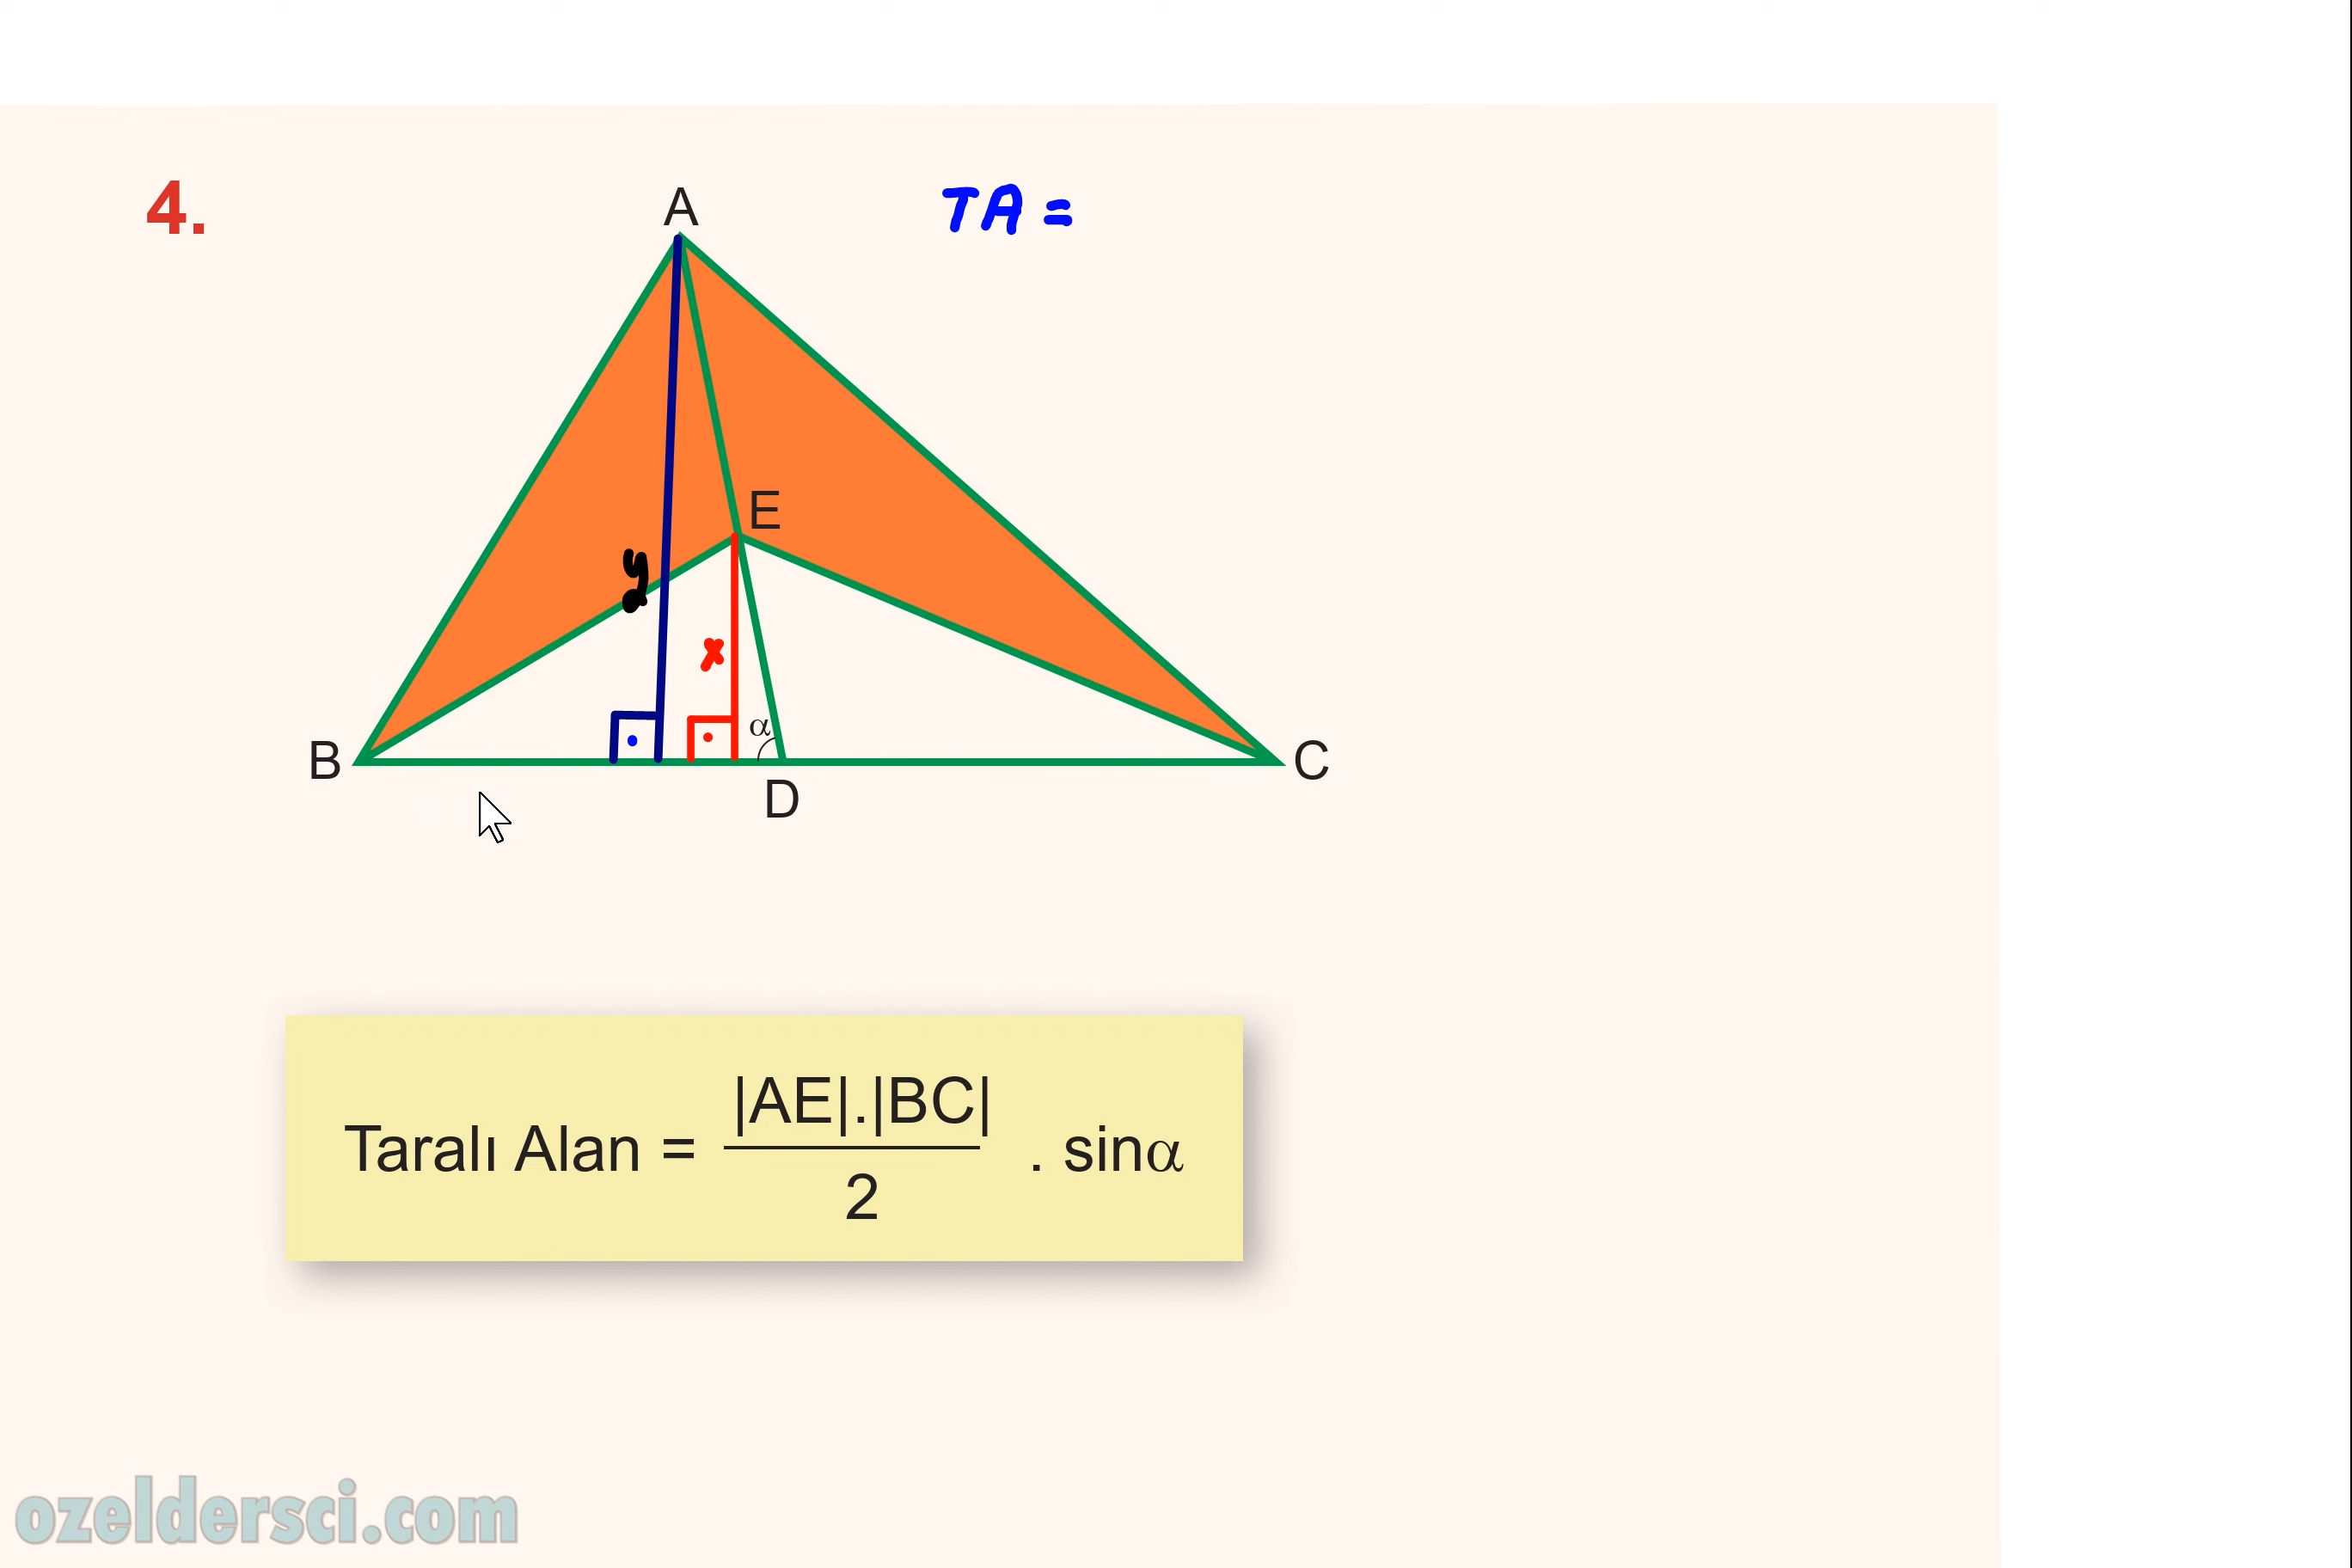 4.
A
TA =
E
y
x
α
B
C
D
Taralı Alan = |AE|.|BC| / 2 . sinα
ozeldersci.com